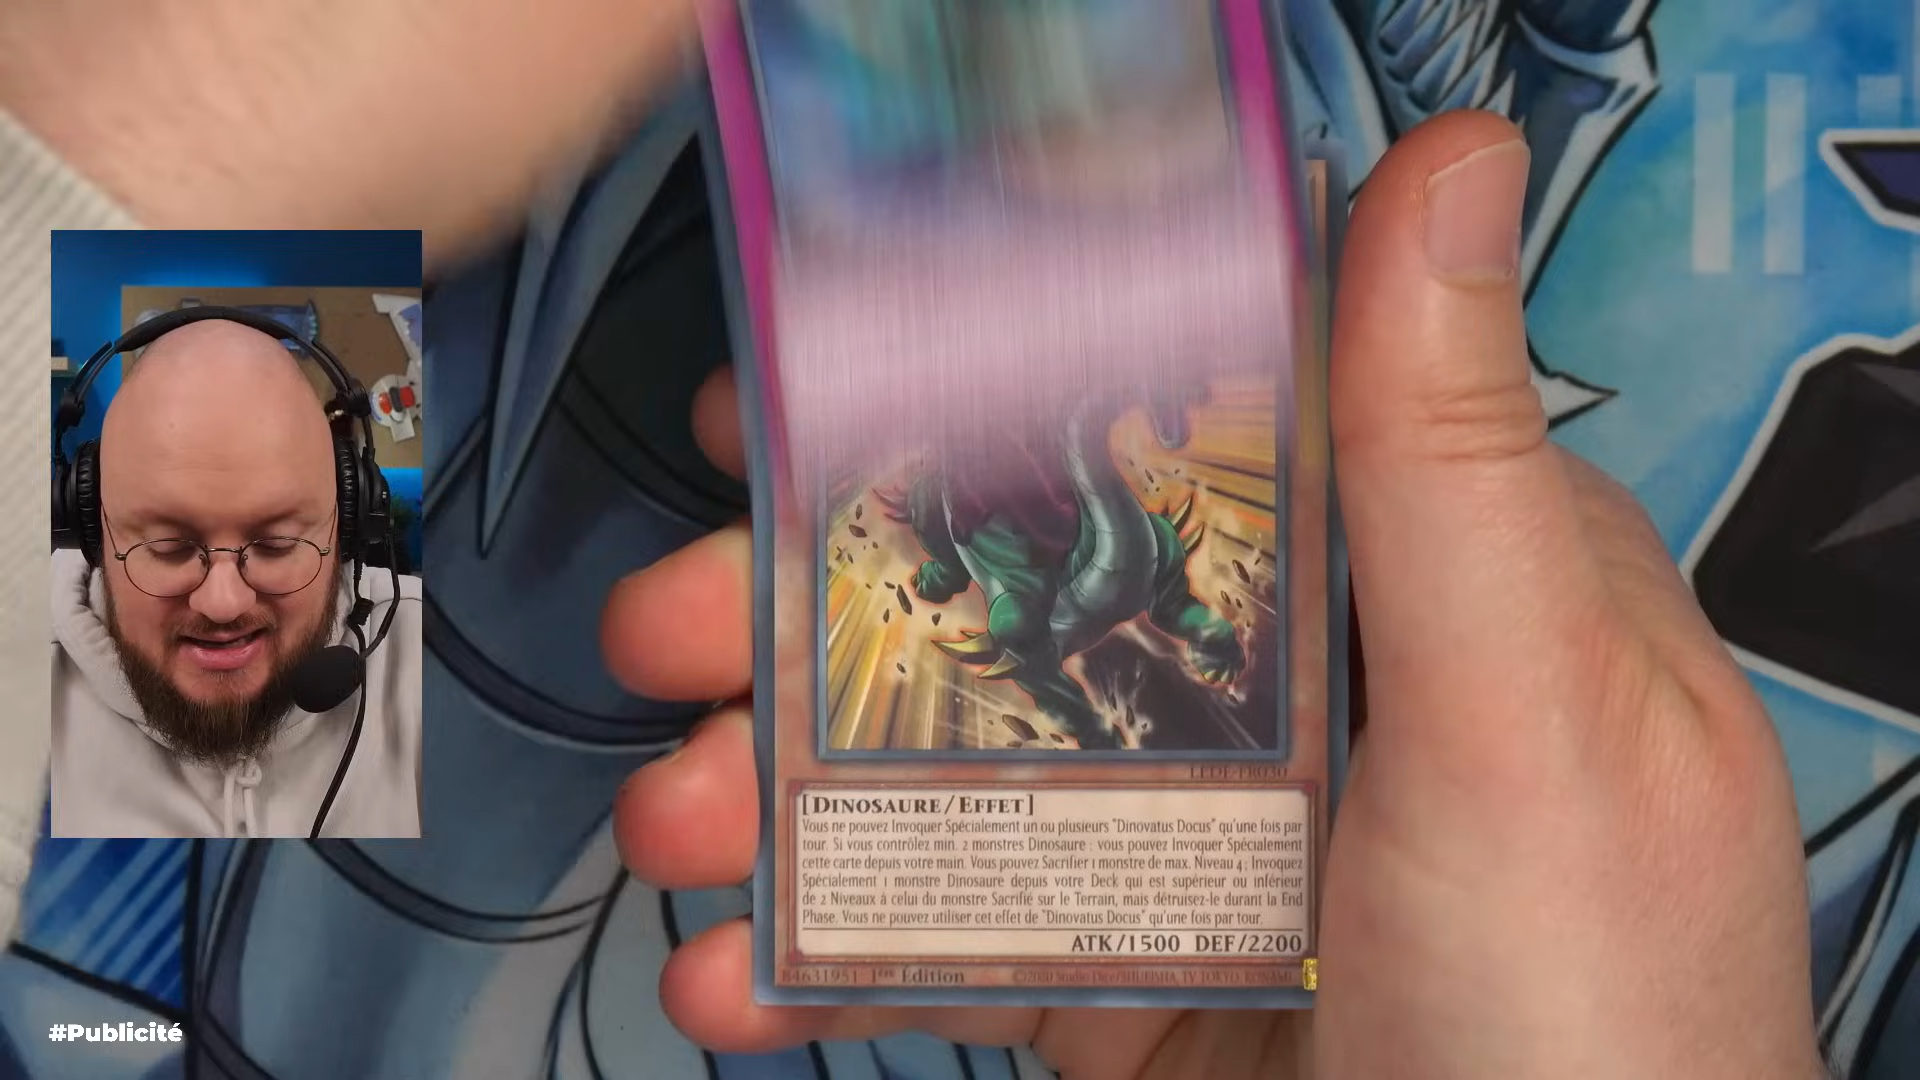 LEDE-FR030
[DINOSAURE/EFFET]
Vous ne pouvez Invoquer Spécialement un ou plusieurs "Dinovatus Docus" qu'une fois par
tour. Si vous contrôlez min. 2 monstres Dinosaure : vous pouvez Invoquer Spécialement
cette carte depuis votre main. Vous pouvez Sacrifier 1 monstre de max. Niveau 4 ; Invoquez
Spécialement 1 monstre Dinosaure depuis votre Deck qui est supérieur ou inférieur
de 2 Niveaux à celui du monstre Sacrifié sur le Terrain, mais détruisez-le durant la End
Phase. Vous ne pouvez utiliser cet effet de "Dinovatus Docus" qu'une fois par tour.
ATK/1500 DEF/2200
84631951 1ère Édition ©2020 Studio Dice/SHUEISHA, TV TOKYO, KONAMI
#Publicité